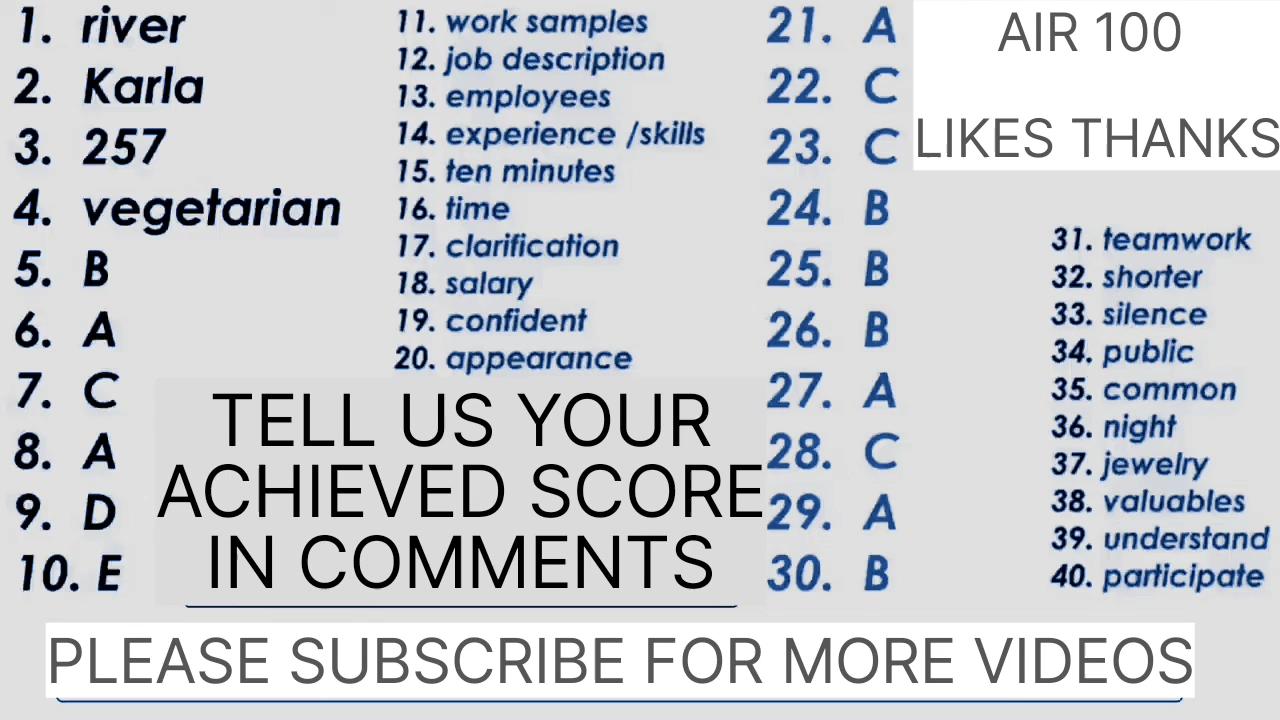 1. river
2. Karla
3. 257
4. vegetarian
5. B
6. A
7. C
8. A
9. D
10. E
11. work samples
12. job description
13. employees
14. experience /skills
15. ten minutes
16. time
17. clarification
18. salary
19. confident
20. appearance
TELL US YOUR
ACHIEVED SCORE
IN COMMENTS
21. A
22. C
23. C
24. B
25. B
26. B
27. A
28. C
29. A
30. B
AIR 100
LIKES THANKS
31. teamwork
32. shorter
33. silence
34. public
35. common
36. night
37. jewelry
38. valuables
39. understand
40. participate
PLEASE SUBSCRIBE FOR MORE VIDEOS